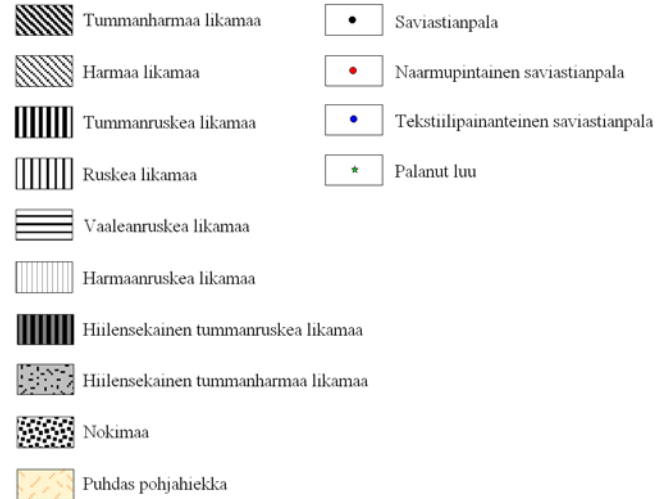 Tummanharmaa likamaa
Harmaa likamaa
Tummanruskea likamaa
Ruskea likamaa
Vaaleanruskea likamaa
Harmaanruskea likamaa
Hiilensekainen tummanruskea likamaa
Hiilensekainen tummanharmaa likamaa
Nokimaa
Puhdas pohjahiekka
Saviastianpala
Naarmupintainen saviastianpala
Tekstiilipainanteinen saviastianpala
Palanut luu